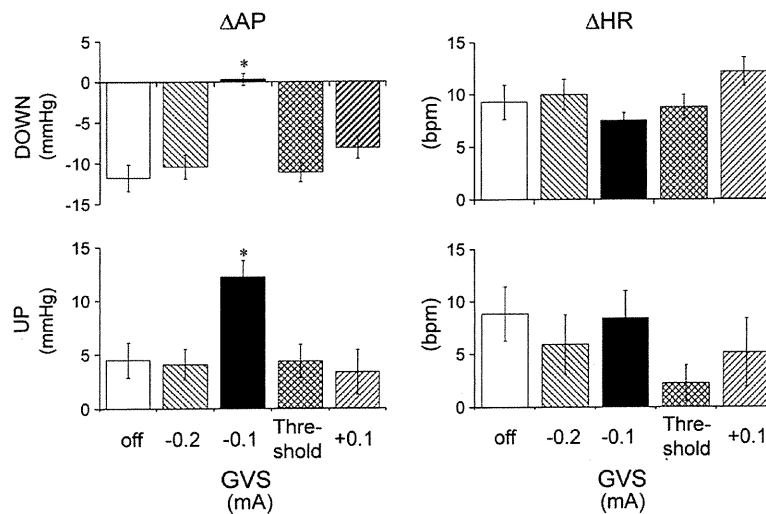 ΔAP
ΔHR
DOWN
(mmHg)
5
0
-5
-10
-15
*
(bpm)
15
10
5
0
UP
(mmHg)
15
10
5
0
*
(bpm)
15
10
5
0
off
-0.2
-0.1
Thre-
shold
+0.1
off
-0.2
-0.1
Thre-
shold
+0.1
GVS
(mA)
GVS
(mA)